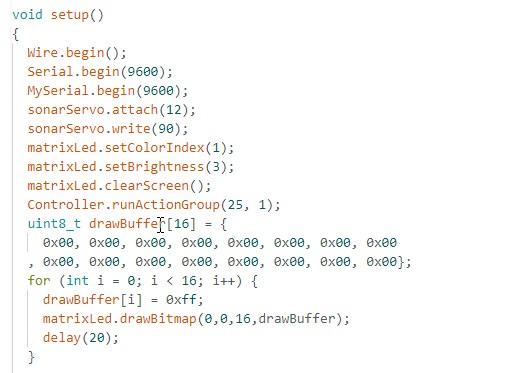 void setup()
{
  Wire.begin();
  Serial.begin(9600);
  MySerial.begin(9600);
  sonarServo.attach(12);
  sonarServo.write(90);
  matrixLed.setColorIndex(1);
  matrixLed.setBrightness(3);
  matrixLed.clearScreen();
  Controller.runActionGroup(25, 1);
  uint8_t drawBuffer[16] = {
    0x00, 0x00, 0x00, 0x00, 0x00, 0x00, 0x00, 0x00
  , 0x00, 0x00, 0x00, 0x00, 0x00, 0x00, 0x00, 0x00};
  for (int i = 0; i < 16; i++) {
    drawBuffer[i] = 0xff;
    matrixLed.drawBitmap(0,0,16,drawBuffer);
    delay(20);
  }